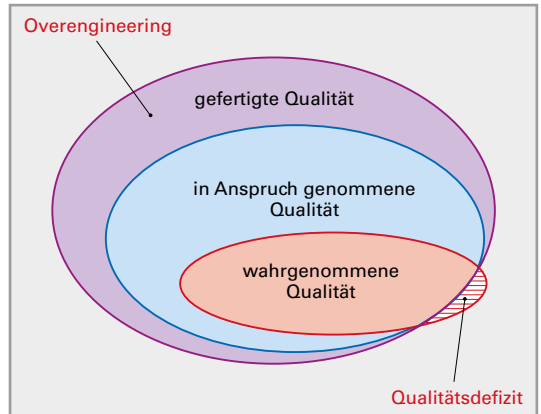 Overengineering
gefertigte Qualität
in Anspruch genommene
Qualität
wahrgenommene
Qualität
Qualitätsdefizit